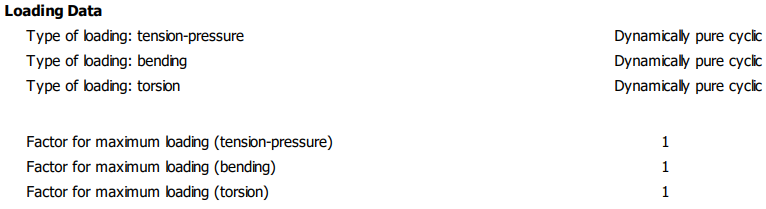 Loading Data
Type of loading: tension-pressure Dynamically pure cyclic
Type of loading: bending Dynamically pure cyclic
Type of loading: torsion Dynamically pure cyclic
Factor for maximum loading (tension-pressure) 1
Factor for maximum loading (bending) 1
Factor for maximum loading (torsion) 1